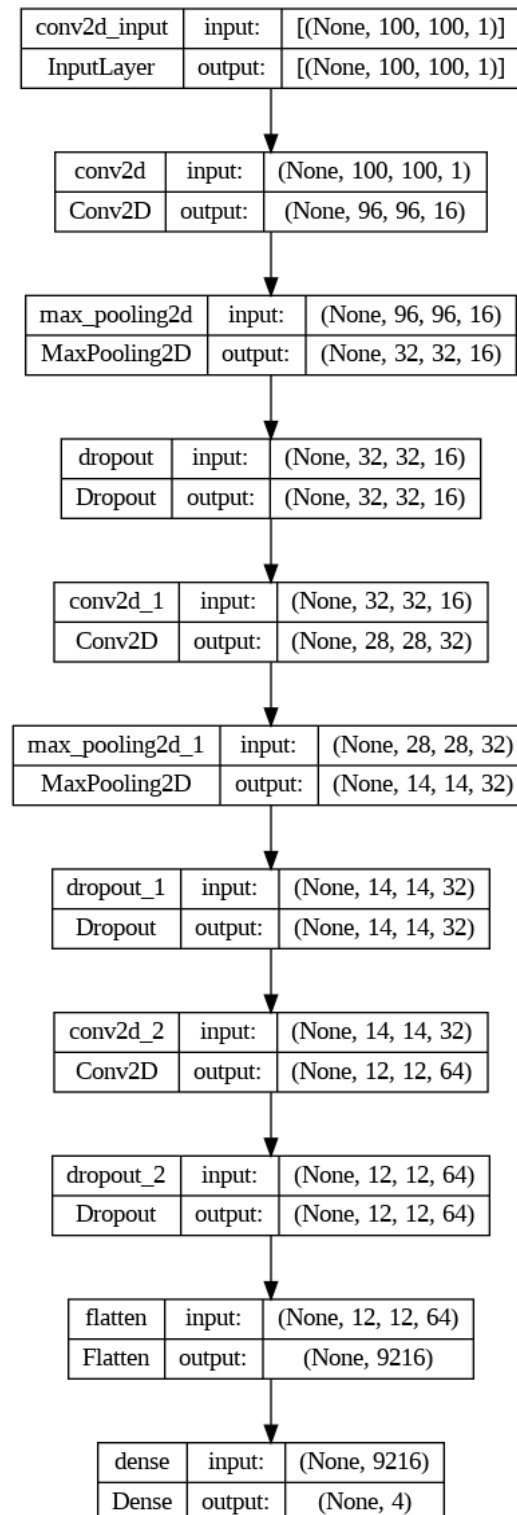 conv2d_input input: [(None, 100, 100, 1)]
InputLayer output: [(None, 100, 100, 1)]
conv2d input: (None, 100, 100, 1)
Conv2D output: (None, 96, 96, 16)
max_pooling2d input: (None, 96, 96, 16)
MaxPooling2D output: (None, 32, 32, 16)
dropout input: (None, 32, 32, 16)
Dropout output: (None, 32, 32, 16)
conv2d_1 input: (None, 32, 32, 16)
Conv2D output: (None, 28, 28, 32)
max_pooling2d_1 input: (None, 28, 28, 32)
MaxPooling2D output: (None, 14, 14, 32)
dropout_1 input: (None, 14, 14, 32)
Dropout output: (None, 14, 14, 32)
conv2d_2 input: (None, 14, 14, 32)
Conv2D output: (None, 12, 12, 64)
dropout_2 input: (None, 12, 12, 64)
Dropout output: (None, 12, 12, 64)
flatten input: (None, 12, 12, 64)
Flatten output: (None, 9216)
dense input: (None, 9216)
Dense output: (None, 4)